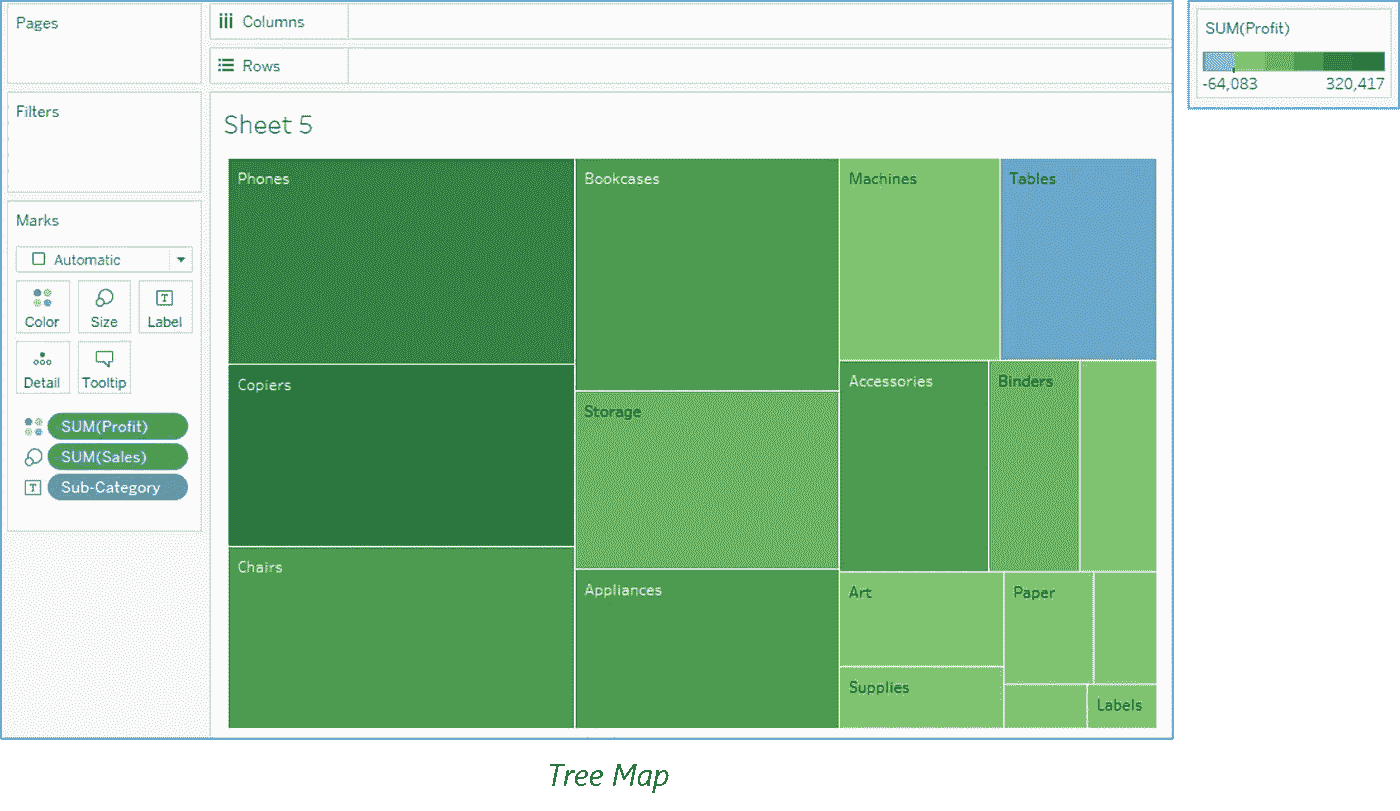 Pages
Columns
Rows
Filters
Marks
Automatic
Color
Size
Label
Detail
Tooltip
SUM(Profit)
SUM(Sales)
Sub-Category
Sheet 5
Phones
Bookcases
Machines
Tables
Copiers
Storage
Accessories
Binders
Chairs
Appliances
Art
Paper
Supplies
Labels
SUM(Profit)
-64,083 320,417
Tree Map